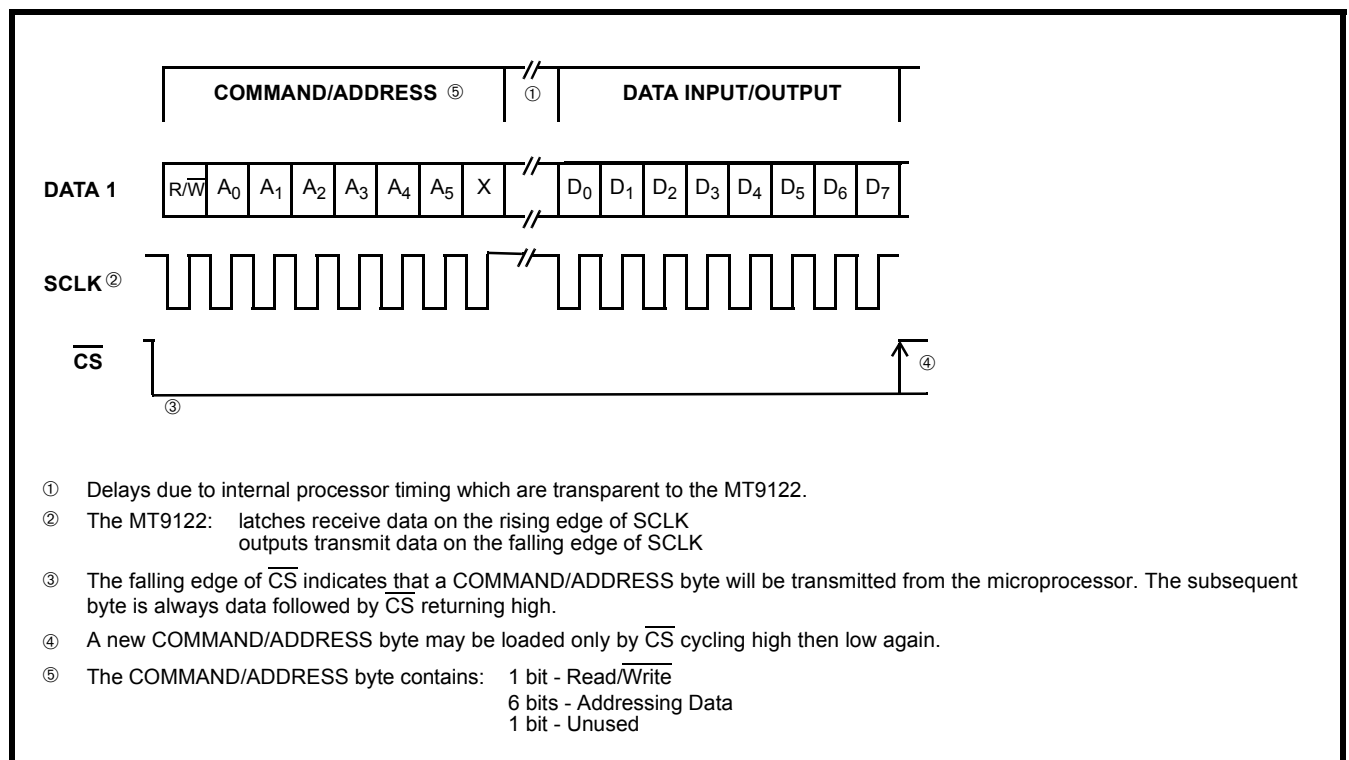 COMMAND/ADDRESS ⑤ ① DATA INPUT/OUTPUT
DATA 1 R/W̅ A₀ A₁ A₂ A₃ A₄ A₅ X D₀ D₁ D₂ D₃ D₄ D₅ D₆ D₇
SCLK ②
C̅S̅ ④
③
① Delays due to internal processor timing which are transparent to the MT9122.
② The MT9122: latches receive data on the rising edge of SCLK
outputs transmit data on the falling edge of SCLK
③ The falling edge of C̅S̅ indicates that a COMMAND/ADDRESS byte will be transmitted from the microprocessor. The subsequent
byte is always data followed by C̅S̅ returning high.
④ A new COMMAND/ADDRESS byte may be loaded only by C̅S̅ cycling high then low again.
⑤ The COMMAND/ADDRESS byte contains: 1 bit - Read/W̅r̅i̅t̅e̅
6 bits - Addressing Data
1 bit - Unused